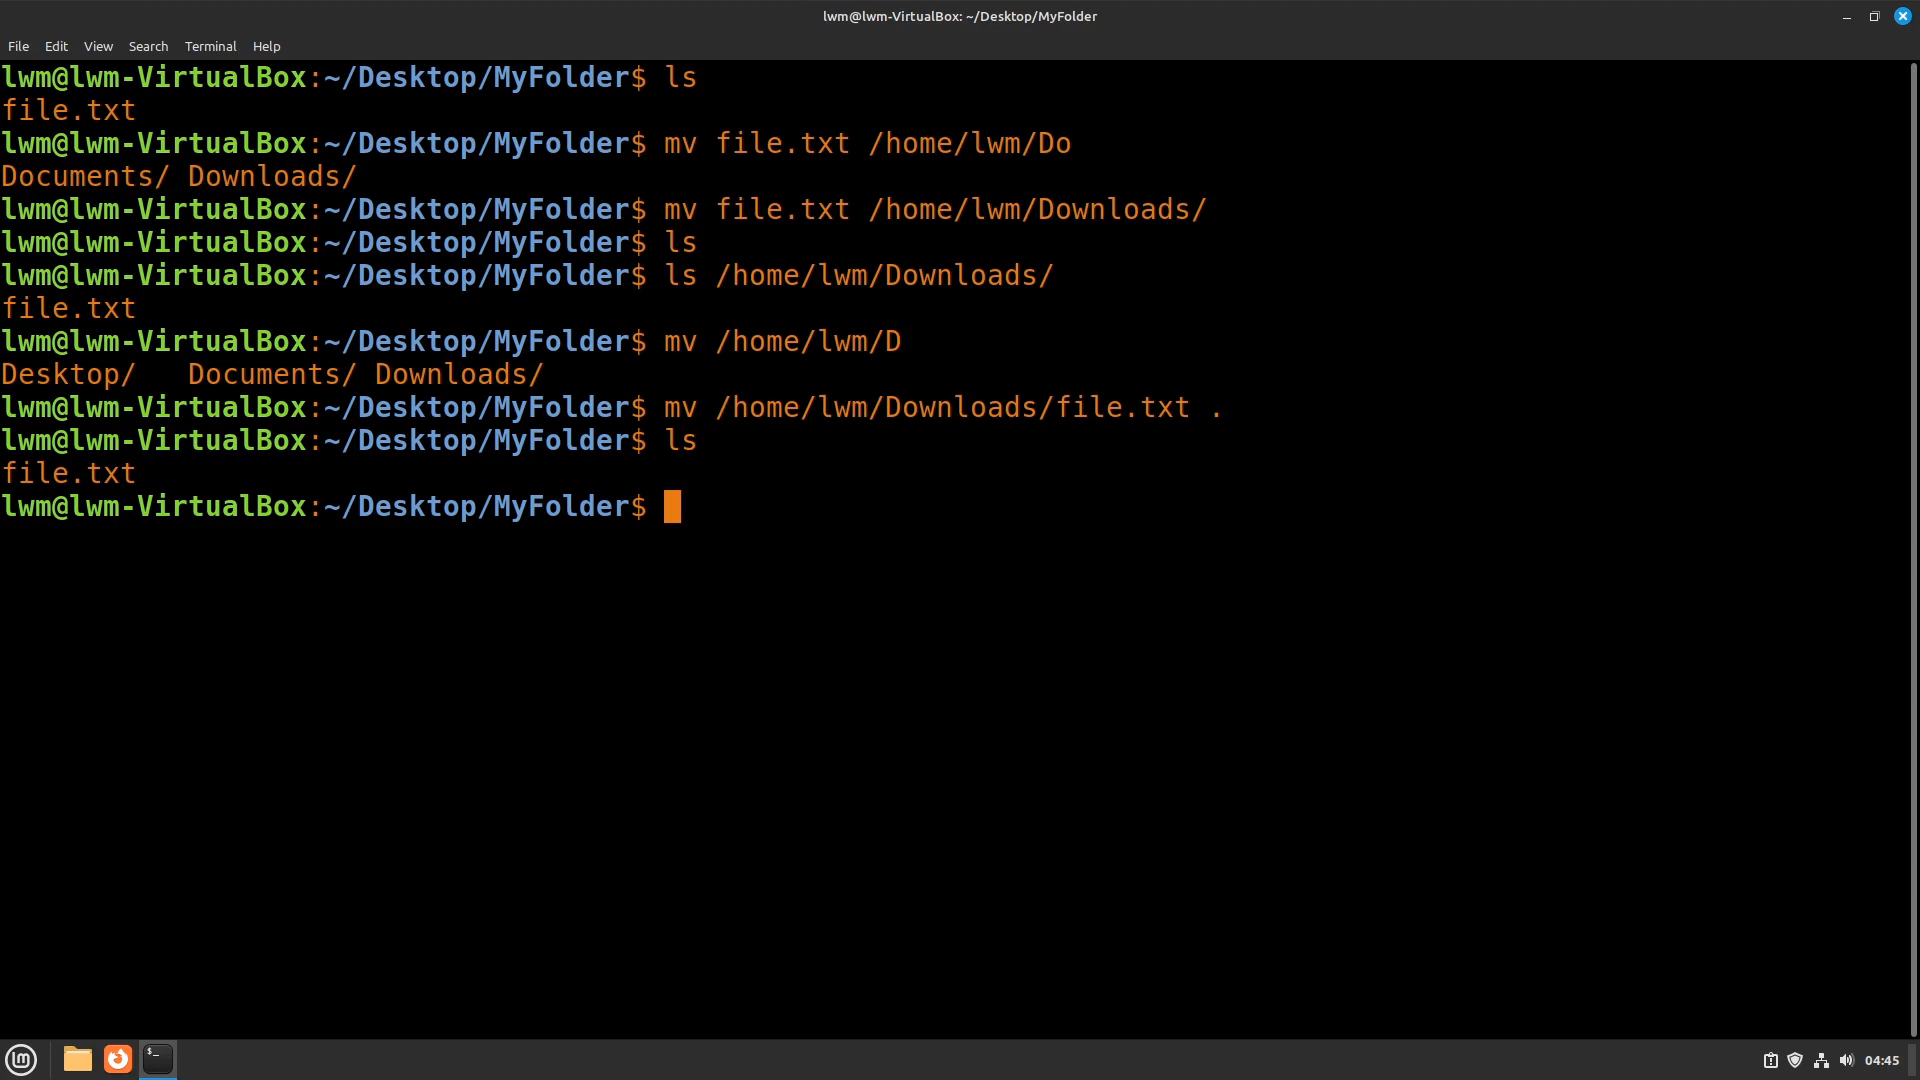 lwm@lwm-VirtualBox: ~/Desktop/MyFolder
File Edit View Search Terminal Help
lwm@lwm-VirtualBox:~/Desktop/MyFolder$ ls
file.txt
lwm@lwm-VirtualBox:~/Desktop/MyFolder$ mv file.txt /home/lwm/Do
Documents/ Downloads/
lwm@lwm-VirtualBox:~/Desktop/MyFolder$ mv file.txt /home/lwm/Downloads/
lwm@lwm-VirtualBox:~/Desktop/MyFolder$ ls
lwm@lwm-VirtualBox:~/Desktop/MyFolder$ ls /home/lwm/Downloads/
file.txt
lwm@lwm-VirtualBox:~/Desktop/MyFolder$ mv /home/lwm/D
Desktop/   Documents/ Downloads/
lwm@lwm-VirtualBox:~/Desktop/MyFolder$ mv /home/lwm/Downloads/file.txt .
lwm@lwm-VirtualBox:~/Desktop/MyFolder$ ls
file.txt
lwm@lwm-VirtualBox:~/Desktop/MyFolder$
04:45